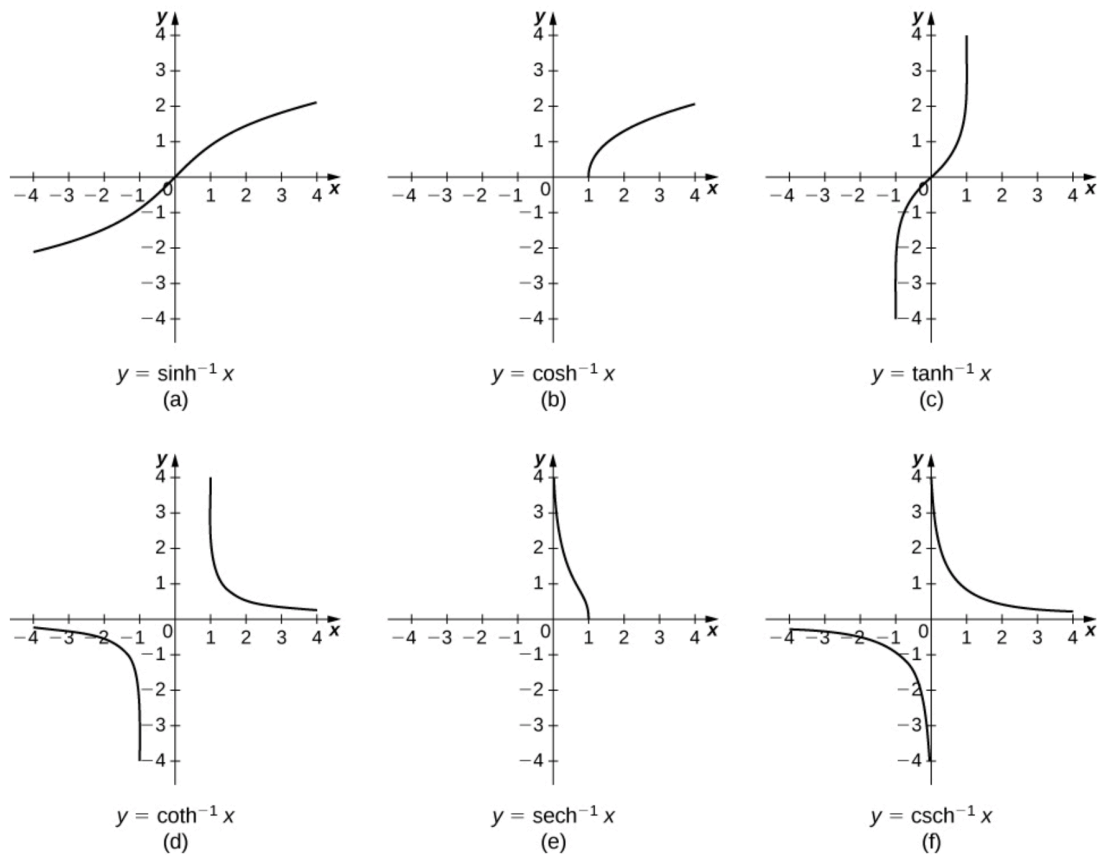 y
4
3
2
1
−4 −3 −2 −1 0 1 2 3 4 x
−1
−2
−3
−4
y = sinh⁻¹ x
(a)
y
4
3
2
1
−4 −3 −2 −1 0 1 2 3 4 x
−1
−2
−3
−4
y = cosh⁻¹ x
(b)
y
4
3
2
1
−4 −3 −2 −1 0 1 2 3 4 x
−1
−2
−3
−4
y = tanh⁻¹ x
(c)
y
4
3
2
1
−4 −3 −2 −1 0 1 2 3 4 x
−1
−2
−3
−4
y = coth⁻¹ x
(d)
y
4
3
2
1
−4 −3 −2 −1 0 1 2 3 4 x
−1
−2
−3
−4
y = sech⁻¹ x
(e)
y
4
3
2
1
−4 −3 −2 −1 0 1 2 3 4 x
−1
−2
−3
−4
y = csch⁻¹ x
(f)